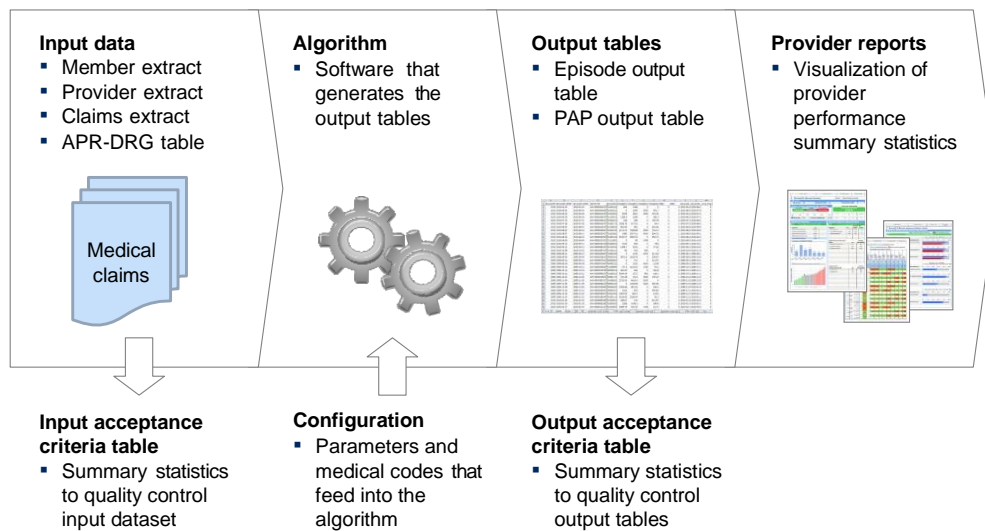 Input data
▪ Member extract
▪ Provider extract
▪ Claims extract
▪ APR-DRG table
Medical
claims
Algorithm
▪ Software that
generates the
output tables
Output tables
▪ Episode output
table
▪ PAP output table
Provider reports
▪ Visualization of
provider
performance
summary statistics
Input acceptance
criteria table
▪ Summary statistics
to quality control
input dataset
Configuration
▪ Parameters and
medical codes that
feed into the
algorithm
Output acceptance
criteria table
▪ Summary statistics
to quality control
output tables